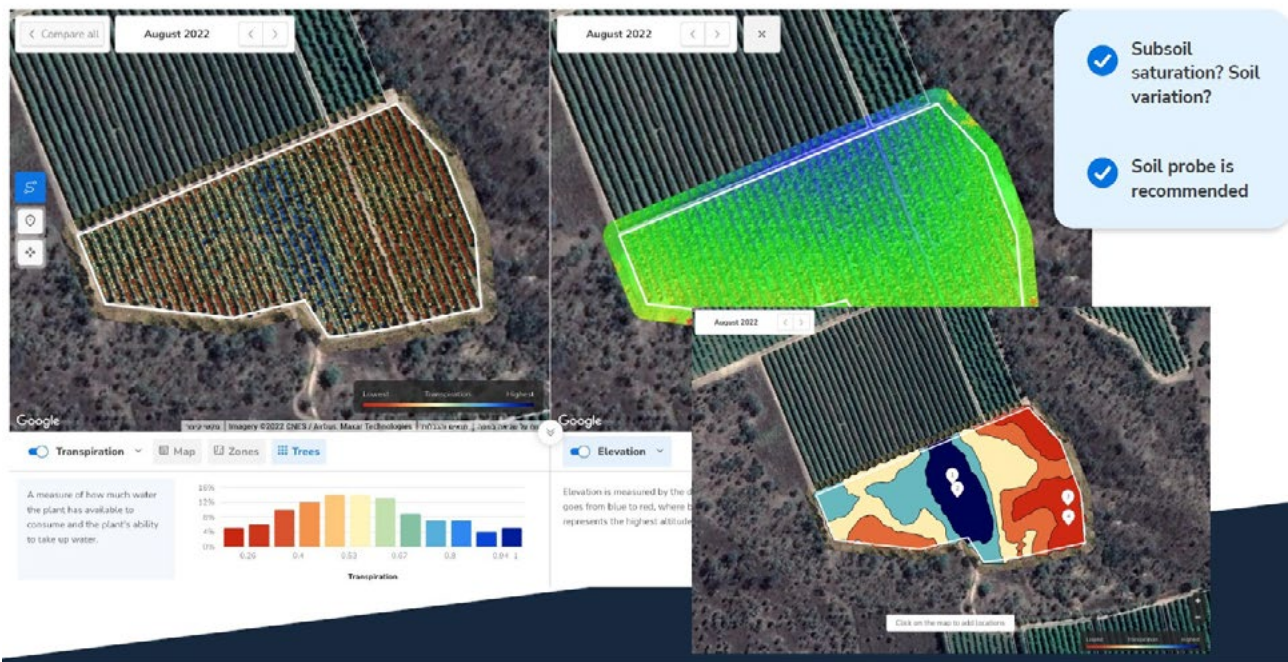 Compare all
August 2022
August 2022
Subsoil
saturation? Soil
variation?
Soil probe is
recommended
Lowest Transpiration Highest
Google
Imagery ©2022 CNES / Airbus, Maxar Technologies
Google
August 2022
Transpiration
Map
Zones
Trees
Elevation
A measure of how much water
the plant has available to
consume and the plant's ability
to take up water.
16%
12%
8%
4%
0%
0.26 0.4 0.53 0.67 0.8 0.94 1
Transpiration
Elevation is measured by the
goes from blue to red, where
represents the highest altitude
Click on the map to add locations
Lowest Transpiration Highest